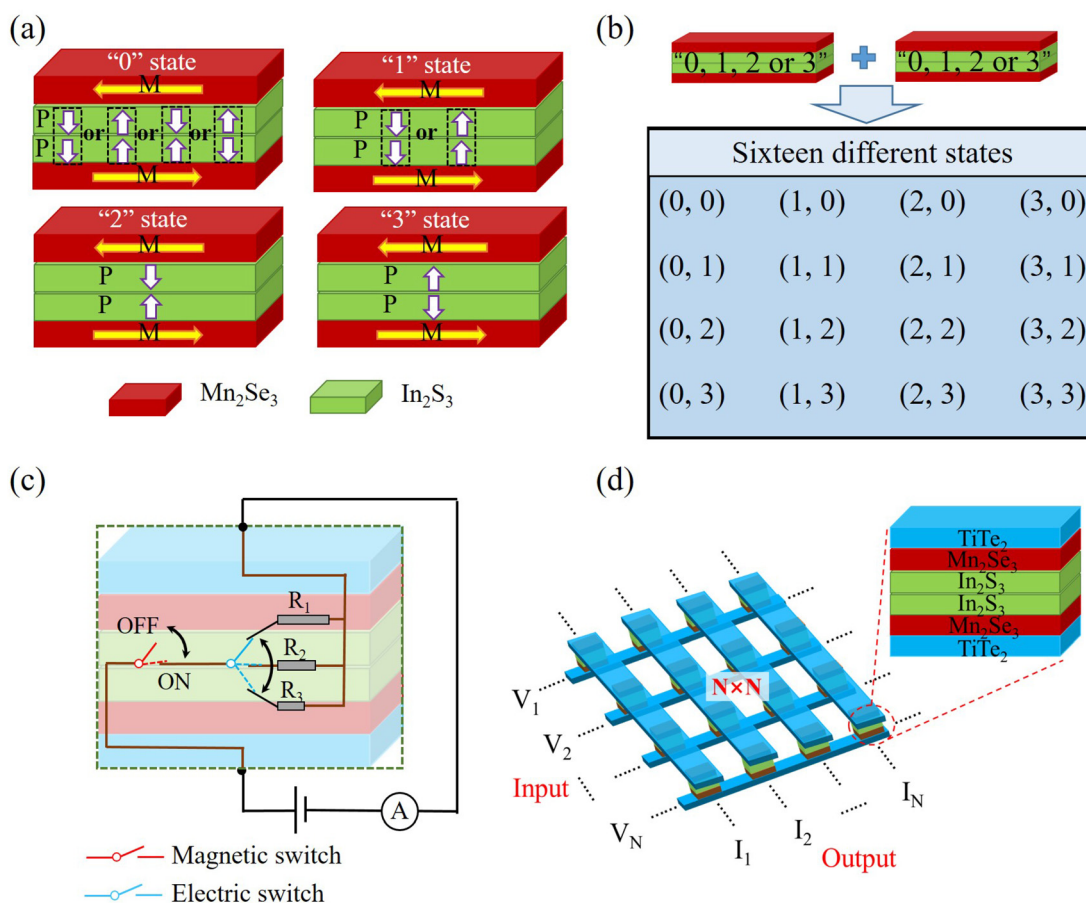 (a)
“0” state
M
P or or or
P
M
“1” state
M
P or
P
M
“2” state
M
P
P
M
“3” state
M
P
P
M
Mn₂Se₃
In₂S₃
(b)
“0, 1, 2 or 3”
“0, 1, 2 or 3”
Sixteen different states
(0, 0) (1, 0) (2, 0) (3, 0)
(0, 1) (1, 1) (2, 1) (3, 1)
(0, 2) (1, 2) (2, 2) (3, 2)
(0, 3) (1, 3) (2, 3) (3, 3)
(c)
R₁
OFF
R₂
ON
R₃
A
Magnetic switch
Electric switch
(d)
TiTe₂
Mn₂Se₃
In₂S₃
In₂S₃
Mn₂Se₃
TiTe₂
N×N
V₁
V₂
Input
V_N
I₁
I₂
I_N
Output